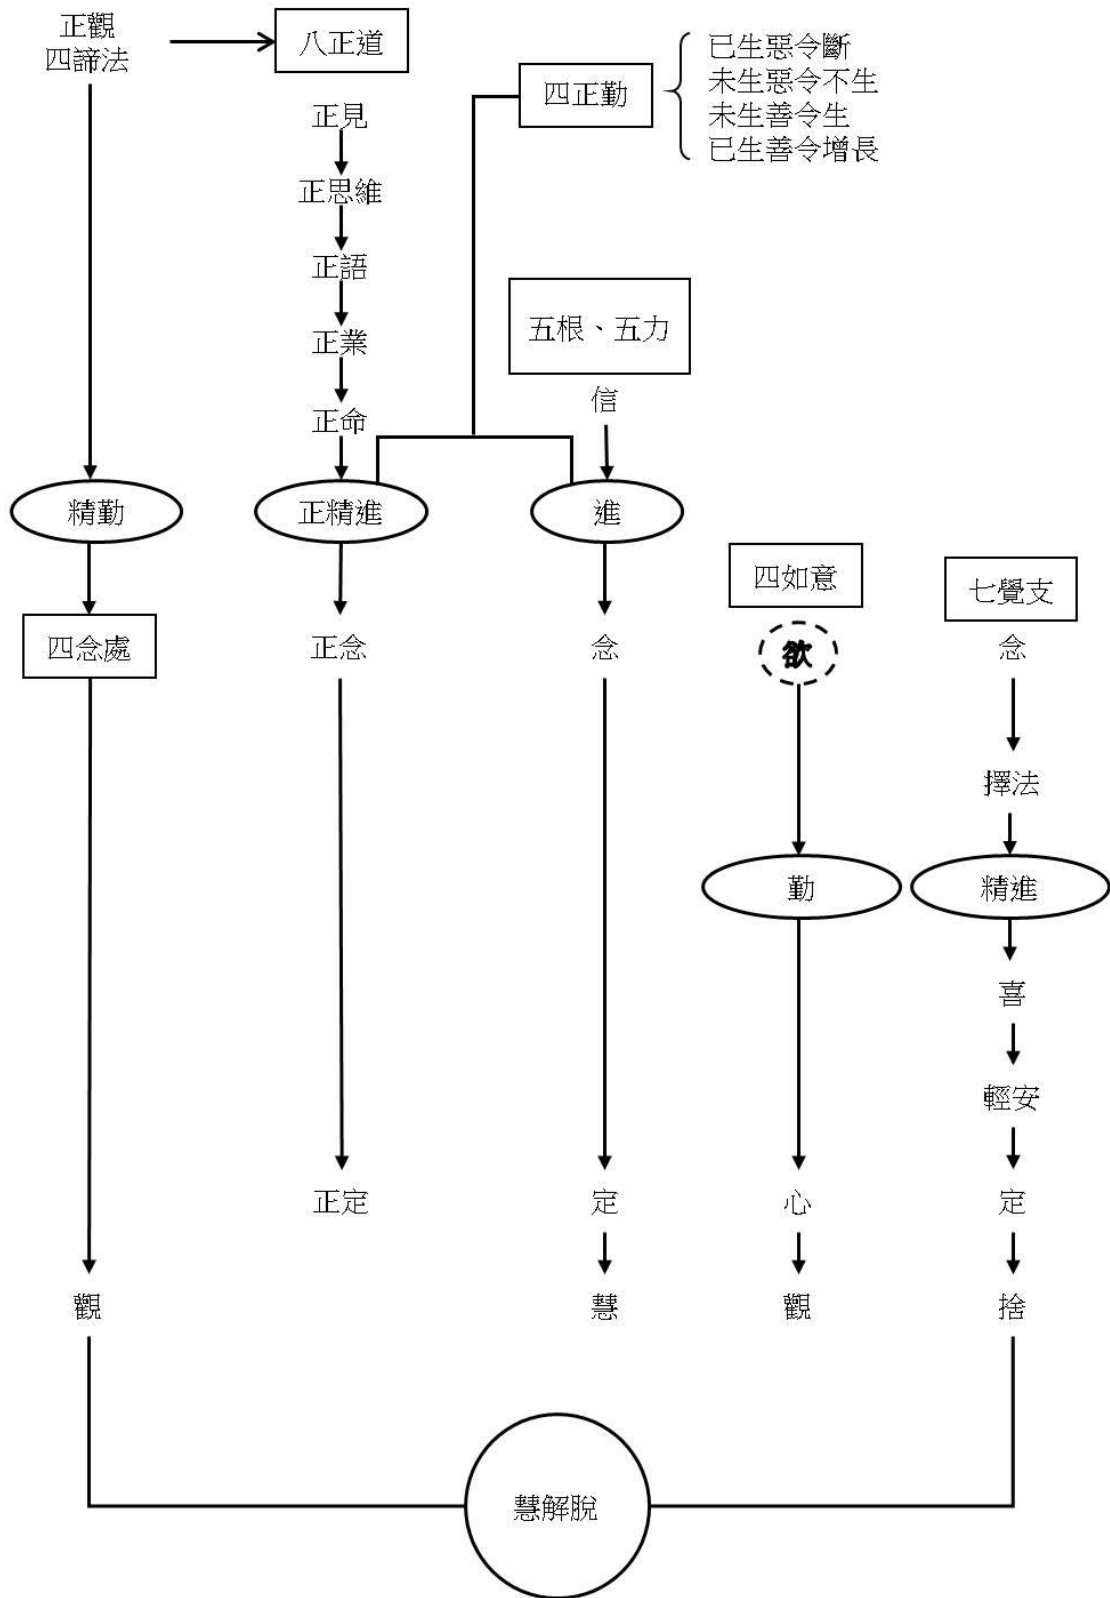 正觀
四諦法
八正道
正見
正思維
正語
正業
正命
正精進
正念
正定
四正勤
已生惡令斷
未生惡令不生
未生善令生
已生善令增長
五根、五力
信
進
念
定
慧
精勤
四念處
觀
四如意
欲
勤
心
觀
七覺支
念
擇法
精進
喜
輕安
定
捨
慧解脫